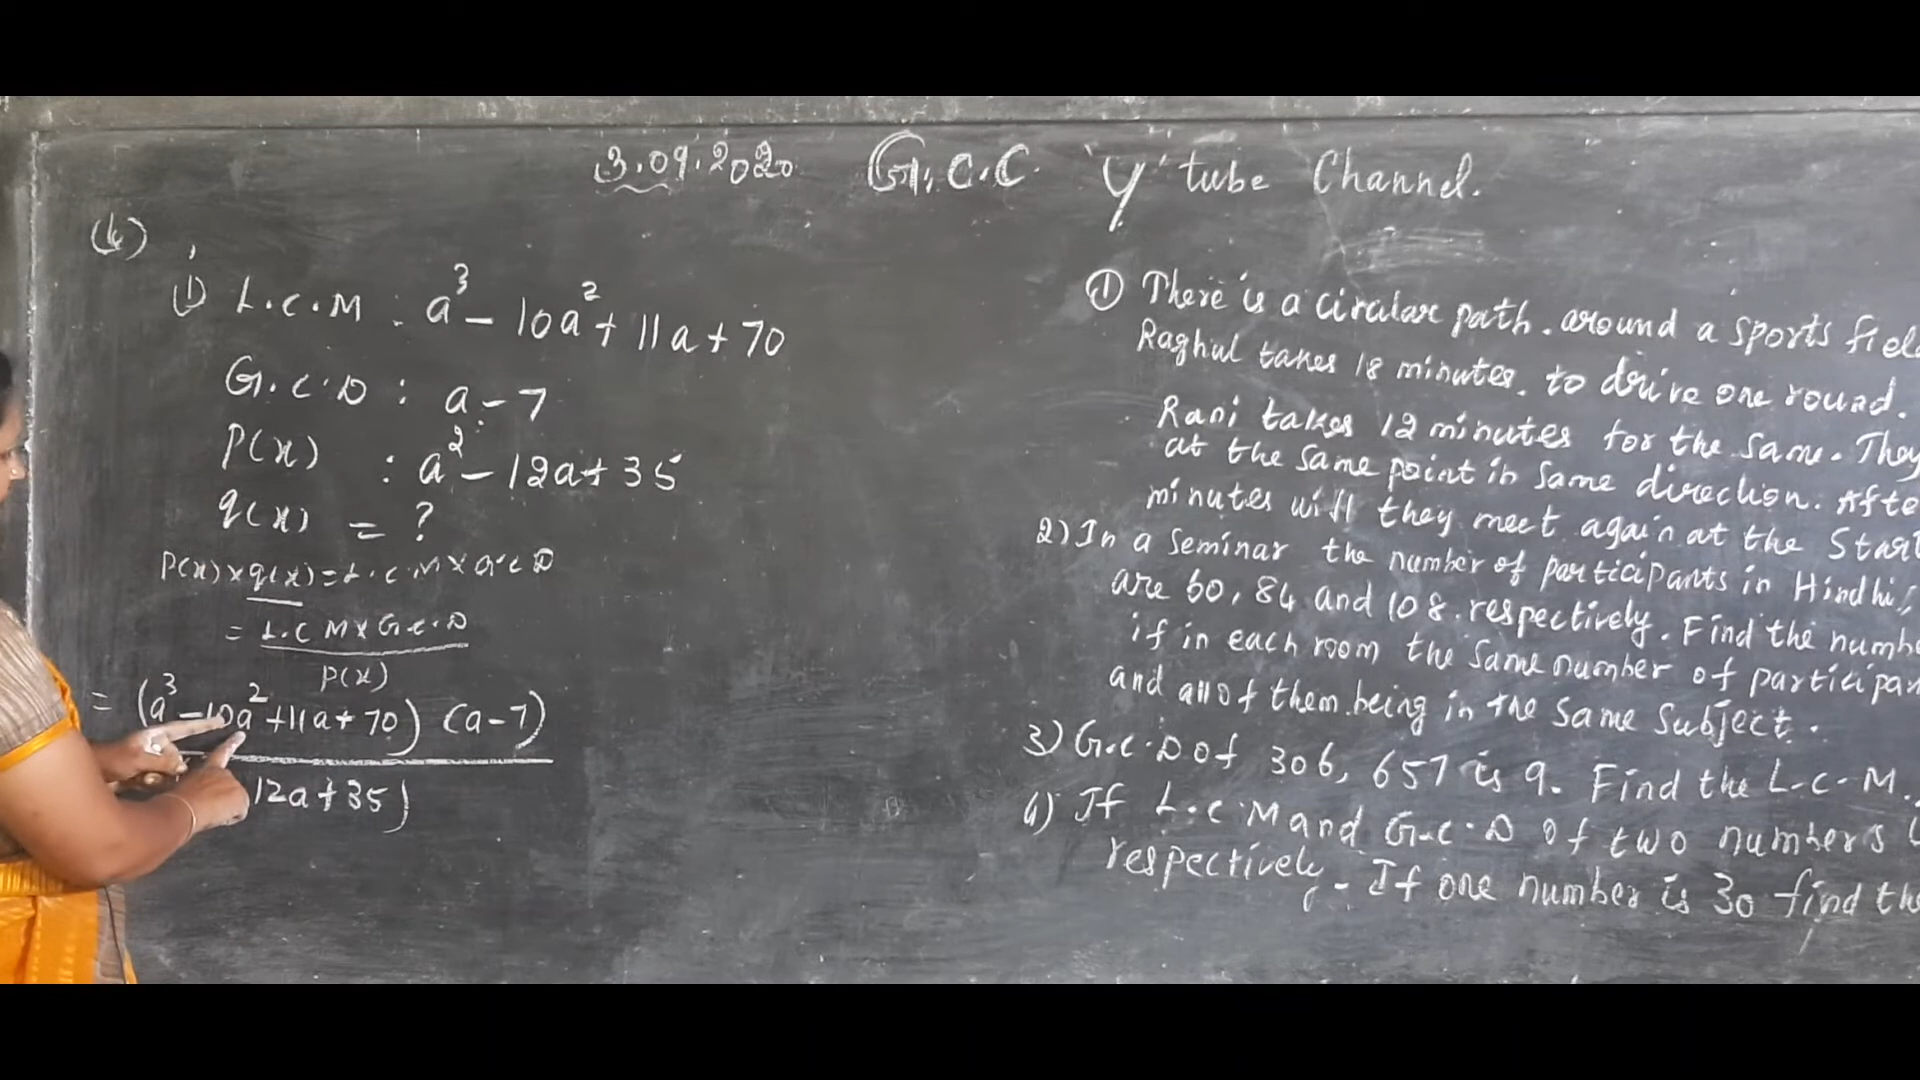 3.09.2020 G.C.C 'Y' tube Channel.
① L.C.M : a³ - 10a² + 11a + 70
G.C.D : a - 7
P(x) : a² - 12a + 35
q(x) = ?
P(x) x q(x) = L.C.M x G.C.D
= L.C.M x G.C.D
P(x)
= (a³ - 10a² + 11a + 70) (a - 7)
12a + 35)
① There is a circular path. around a sports
Raghul takes 18 minutes. to drive one round.
Rani takes 12 minutes for the same. They
at the same point in same direction.
minutes will they meet again at the
2) In a seminar the number of participants in Hindhi,
are 60, 84 and 108. respectively. Find the
if in each room the same number of
and all of them being in the same subject.
3) G.C.D of 306, 657 is 9. Find the L.C.M.
4) If L.C.M and G.C.D of two numbers
respectively. If one number is 30 find